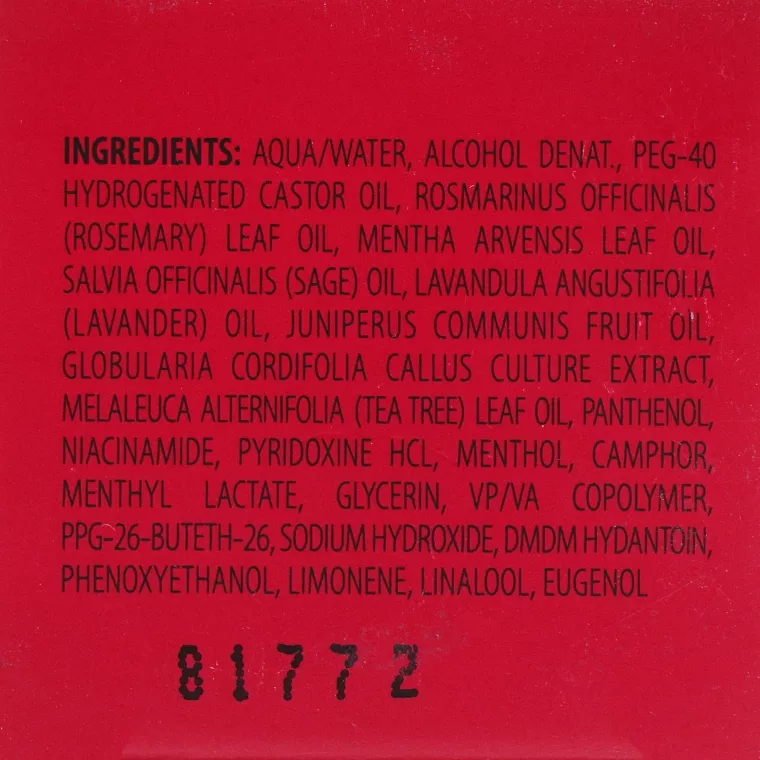 INGREDIENTS: AQUA/WATER, ALCOHOL DENAT., PEG-40
HYDROGENATED CASTOR OIL, ROSMARINUS OFFICINALIS
(ROSEMARY) LEAF OIL, MENTHA ARVENSIS LEAF OIL,
SALVIA OFFICINALIS (SAGE) OIL, LAVANDULA ANGUSTIFOLIA
(LAVANDER) OIL, JUNIPERUS COMMUNIS FRUIT OIL,
GLOBULARIA CORDIFOLIA CALLUS CULTURE EXTRACT,
MELALEUCA ALTERNIFOLIA (TEA TREE) LEAF OIL, PANTHENOL,
NIACINAMIDE, PYRIDOXINE HCL, MENTHOL, CAMPHOR,
MENTHYL LACTATE, GLYCERIN, VP/VA COPOLYMER,
PPG-26-BUTETH-26, SODIUM HYDROXIDE, DMDM HYDANTOIN,
PHENOXYETHANOL, LIMONENE, LINALOOL, EUGENOL
81772